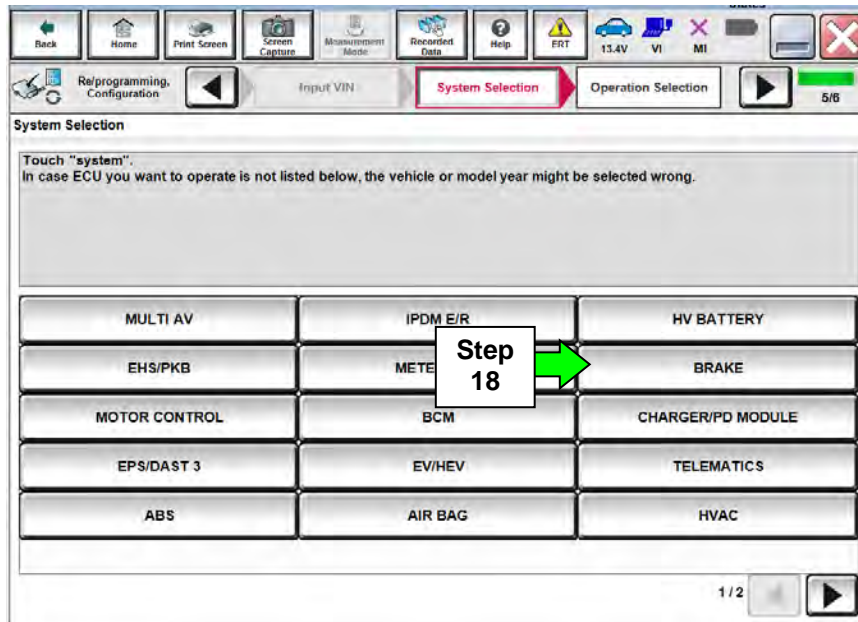 Back
Home
Print Screen
Screen
Capture
Measurement
Mode
Recorded
Data
Help
ERT
13.4V
VI
MI
Re/programming,
Configuration
Input VIN
System Selection
Operation Selection
5/6
System Selection
Touch "system".
In case ECU you want to operate is not listed below, the vehicle or model year might be selected wrong.
MULTI AV
IPDM E/R
HV BATTERY
Step
18
EHS/PKB
METE
BRAKE
MOTOR CONTROL
BCM
CHARGER/PD MODULE
EPS/DAST 3
EV/HEV
TELEMATICS
ABS
AIR BAG
HVAC
1/2